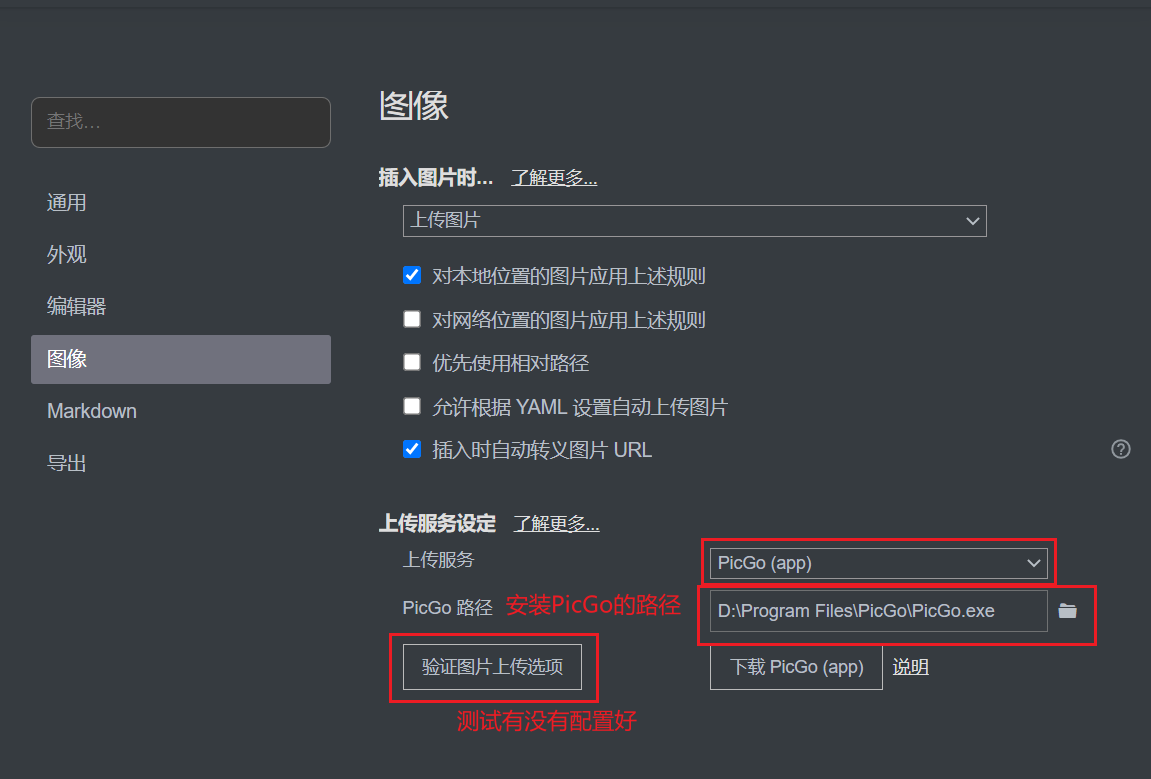 图像
查找...
插入图片时... 了解更多...
上传图片
通用
对本地位置的图片应用上述规则
外观
对网络位置的图片应用上述规则
编辑器
优先使用相对路径
图像
允许根据 YAML 设置自动上传图片
Markdown
插入时自动转义图片 URL
导出
上传服务设定 了解更多...
上传服务 PicGo (app)
PicGo 路径 安装PicGo的路径 D:\Program Files\PicGo\PicGo.exe
验证图片上传选项 下载 PicGo (app) 说明
测试有没有配置好